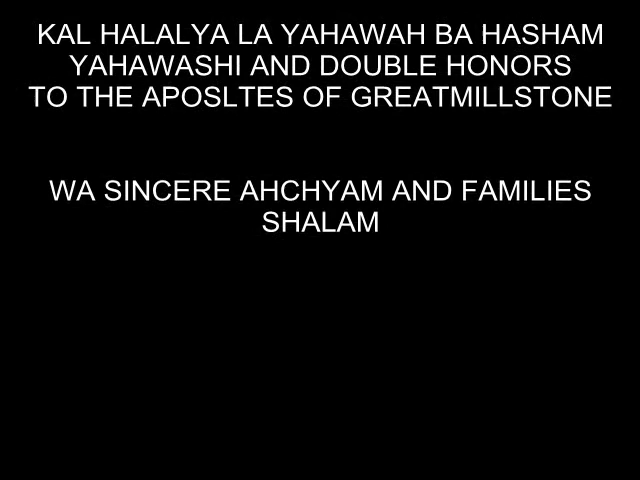 KAL HALALYA LA YAHAWAH BA HASHAM
YAHAWASHI AND DOUBLE HONORS
TO THE APOSLTES OF GREATMILLSTONE
WA SINCERE AHCHYAM AND FAMILIES
SHALAM